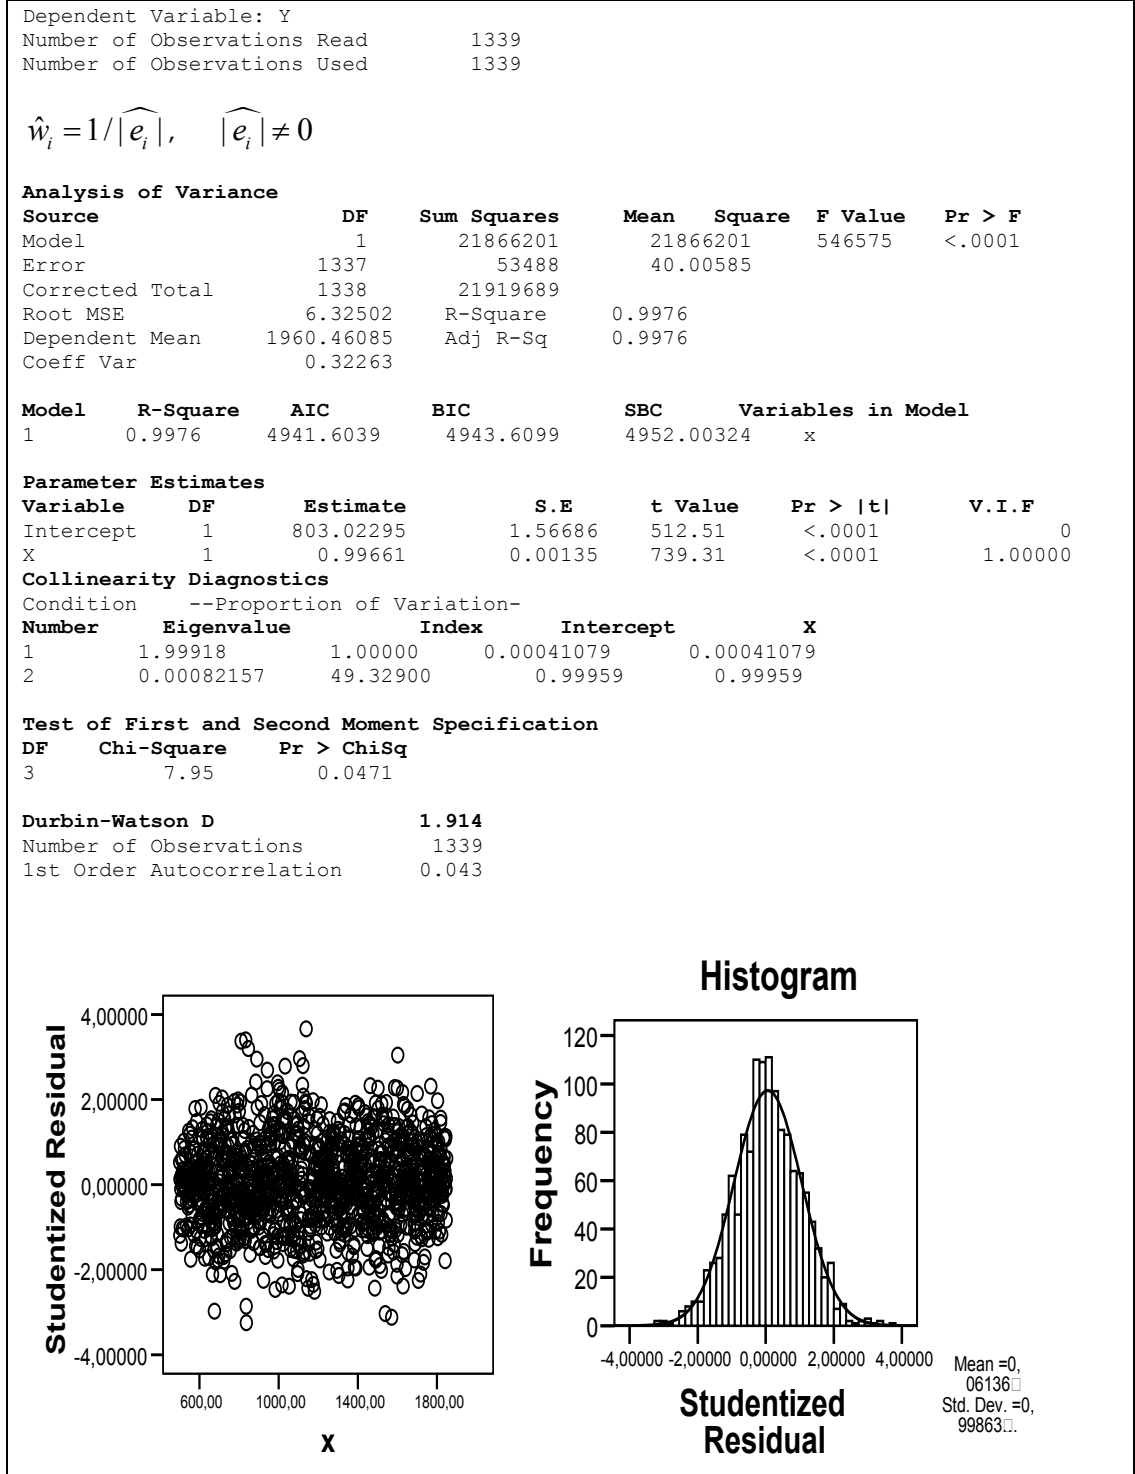 Dependent Variable: Y
Number of Observations Read 1339
Number of Observations Used 1339
ŵ_i = 1/|e_i|^, |e_i|^ ≠ 0
Analysis of Variance
Source DF Sum Squares Mean Square F Value Pr > F
Model 1 21866201 21866201 546575 <.0001
Error 1337 53488 40.00585
Corrected Total 1338 21919689
Root MSE 6.32502 R-Square 0.9976
Dependent Mean 1960.46085 Adj R-Sq 0.9976
Coeff Var 0.32263
Model R-Square AIC BIC SBC Variables in Model
1 0.9976 4941.6039 4943.6099 4952.00324 x
Parameter Estimates
Variable DF Estimate S.E t Value Pr > |t| V.I.F
Intercept 1 803.02295 1.56686 512.51 <.0001 0
X 1 0.99661 0.00135 739.31 <.0001 1.00000
Collinearity Diagnostics
Condition --Proportion of Variation-
Number Eigenvalue Index Intercept X
1 1.99918 1.00000 0.00041079 0.00041079
2 0.00082157 49.32900 0.99959 0.99959
Test of First and Second Moment Specification
DF Chi-Square Pr > ChiSq
3 7.95 0.0471
Durbin-Watson D 1.914
Number of Observations 1339
1st Order Autocorrelation 0.043
Studentized Residual
4,00000
2,00000
0,00000
-2,00000
-4,00000
600,00 1000,00 1400,00 1800,00
x
Histogram
Frequency
120
100
80
60
40
20
0
-4,00000 -2,00000 0,00000 2,00000 4,00000
Studentized
Residual
Mean =0,
06136□
Std. Dev. =0,
99863□.